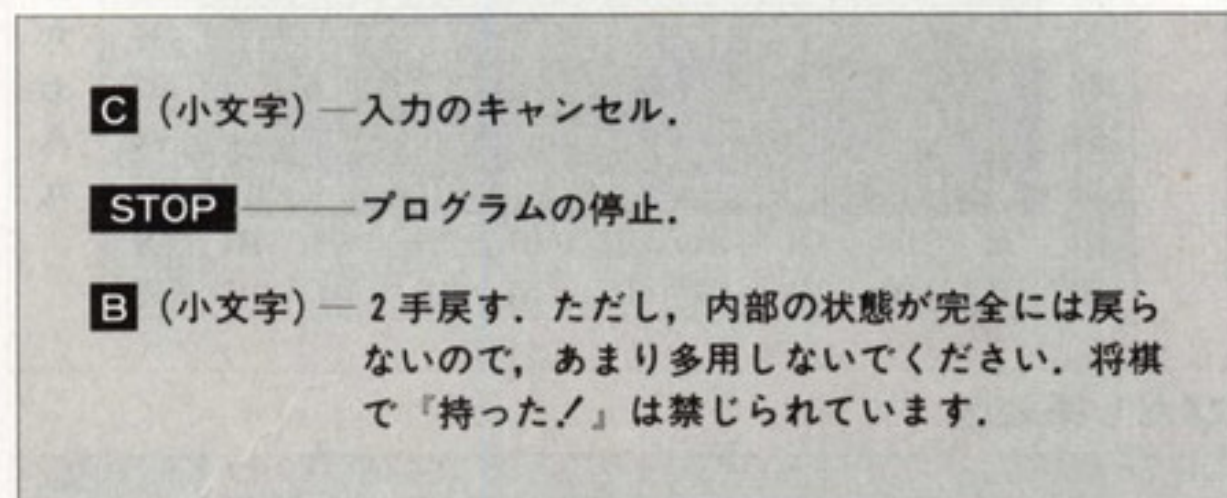 C（小文字）―入力のキャンセル．
STOP―――プログラムの停止．
B（小文字）―2手戻す．ただし，内部の状態が完全には戻ら
ないので，あまり多用しないでください．将棋
で『持った！』は禁じられています．